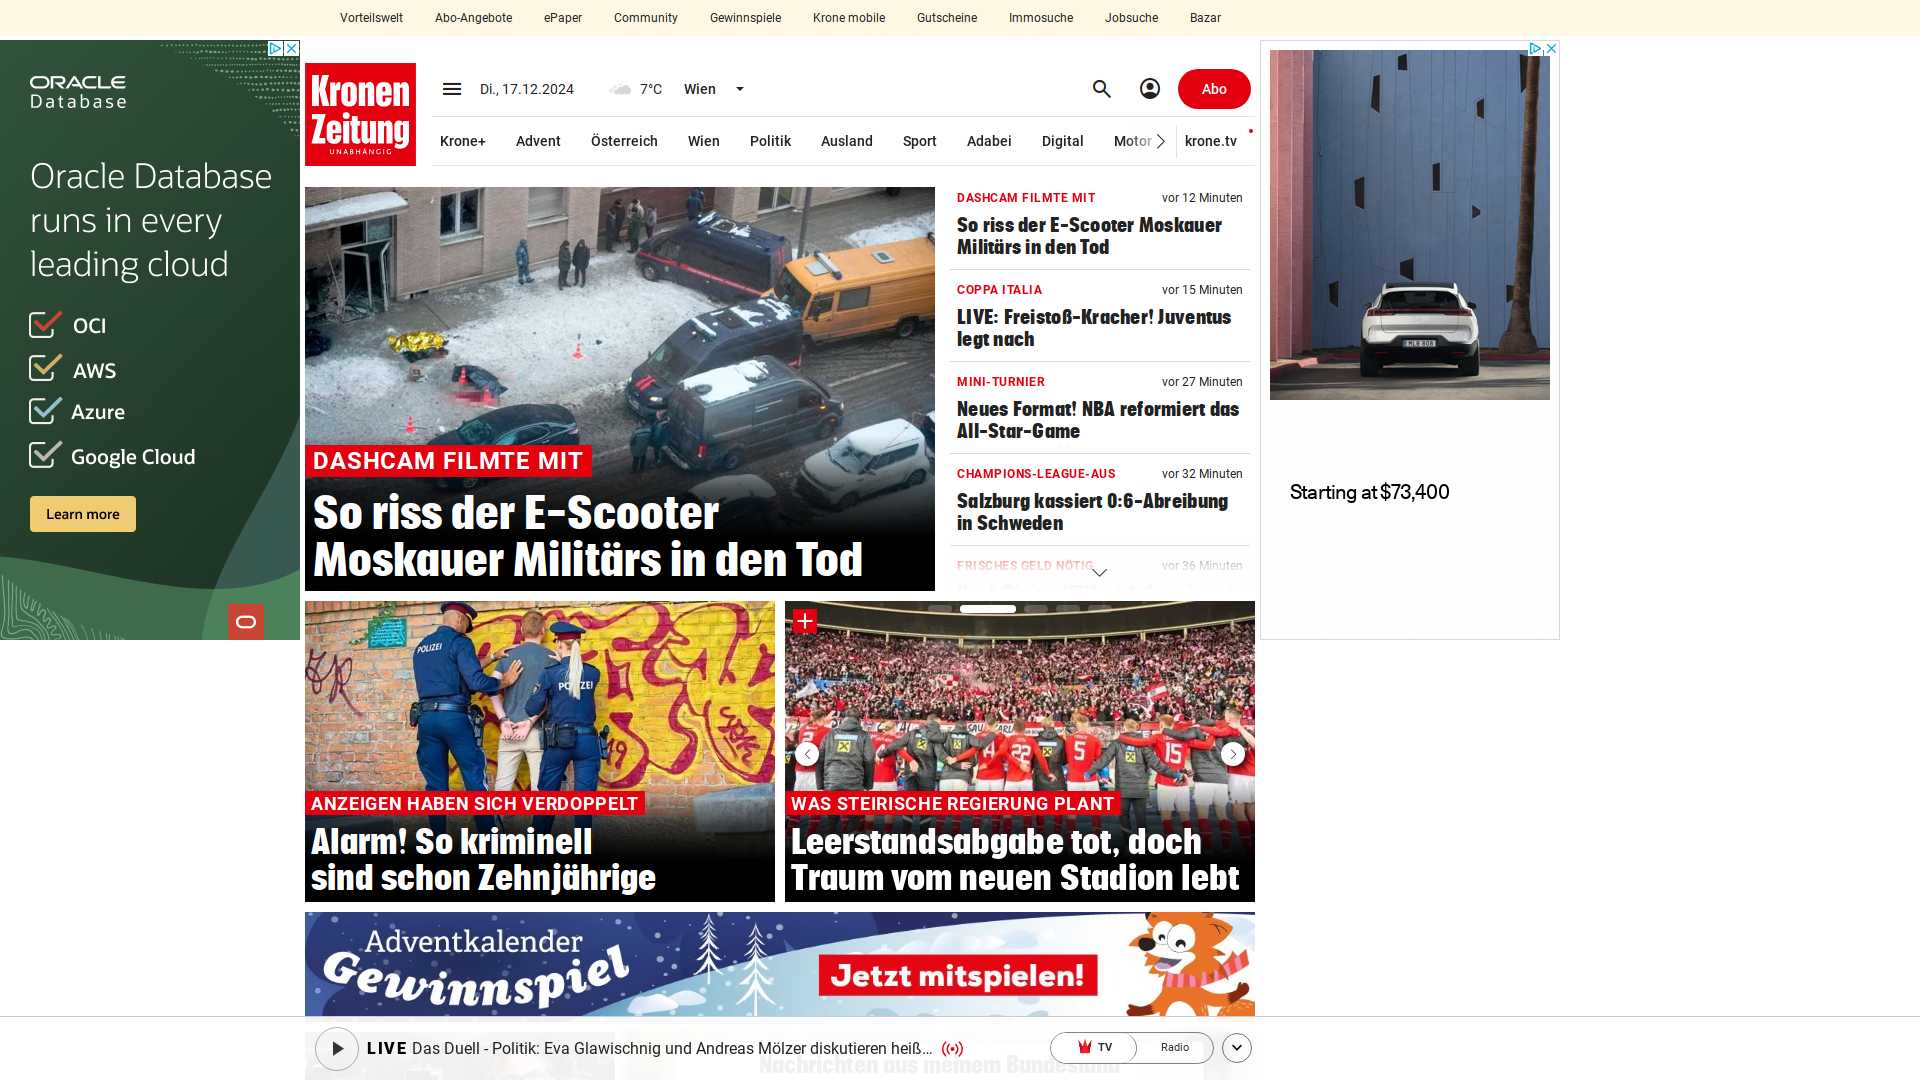 Vorteilswelt
Abo-Angebote
ePaper
Community
Gewinnspiele
Krone mobile
Gutscheine
Immosuche
Jobsuche
Bazar
ORACLE
Database
Oracle Database
runs in every
leading cloud
OCI
AWS
Azure
Google Cloud
Learn more
Kronen
Zeitung
UNABHÄNGIG
Di., 17.12.2024
7°C
Wien
Abo
Krone+
Advent
Österreich
Wien
Politik
Ausland
Sport
Adabei
Digital
Motor
krone.tv
DASHCAM FILMTE MIT
So riss der E-Scooter
Moskauer Militärs in den Tod
DASHCAM FILMTE MIT
vor 12 Minuten
So riss der E-Scooter Moskauer
Militärs in den Tod
COPPA ITALIA
vor 15 Minuten
LIVE: Freistoß-Kracher! Juventus
legt nach
MINI-TURNIER
vor 27 Minuten
Neues Format! NBA reformiert das
All-Star-Game
CHAMPIONS-LEAGUE-AUS
vor 32 Minuten
Salzburg kassiert 0:6-Abreibung
in Schweden
FRISCHES GELD NÖTIG
vor 36 Minuten
Starting at $73,400
POLIZEI
POLIZEI
ANZEIGEN HABEN SICH VERDOPPELT
Alarm! So kriminell
sind schon Zehnjährige
22
5
15
WAS STEIRISCHE REGIERUNG PLANT
Leerstandsabgabe tot, doch
Traum vom neuen Stadion lebt
Adventkalender
Gewinnspiel
Jetzt mitspielen!
LIVE Das Duell - Politik: Eva Glawischnig und Andreas Mölzer diskutieren heiß...
TV
Radio
Nachrichten aus meinem Bundesland